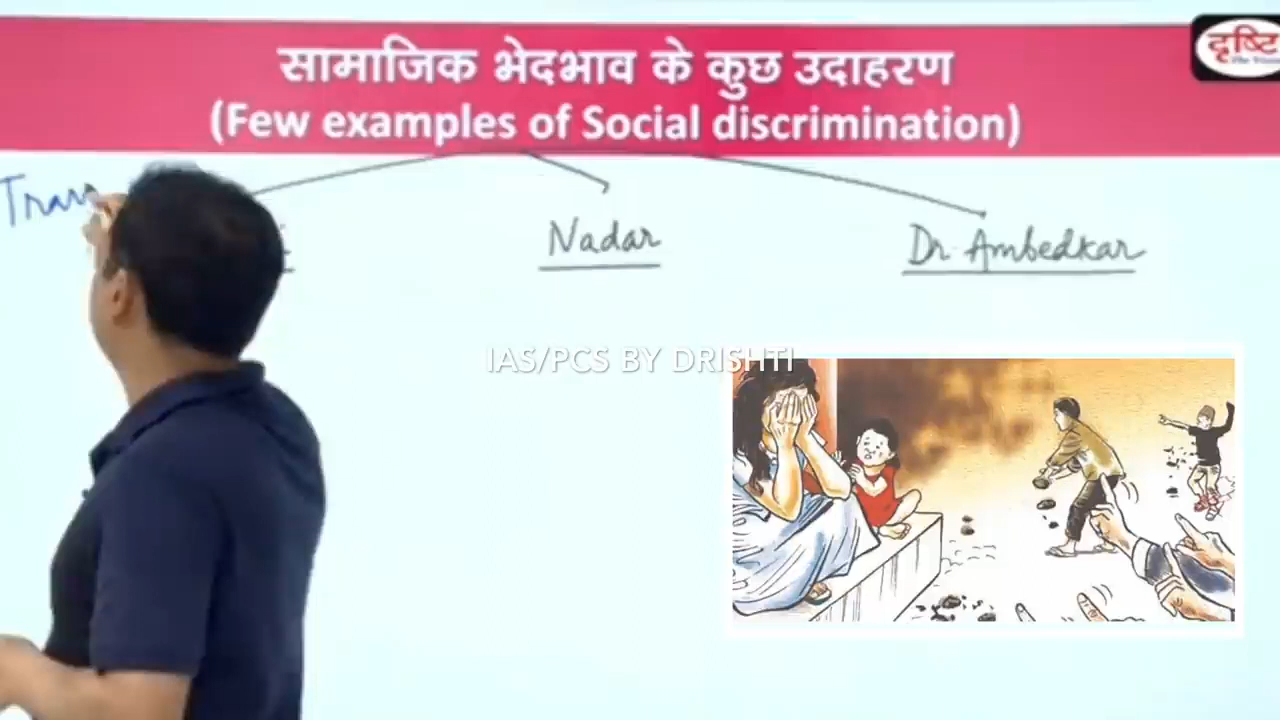 सामाजिक भेदभाव के कुछ उदाहरण
दृष्टि
(Few examples of Social discrimination)
Nadar
Dr. Ambedkar
IAS/PCS BY DRISHTI